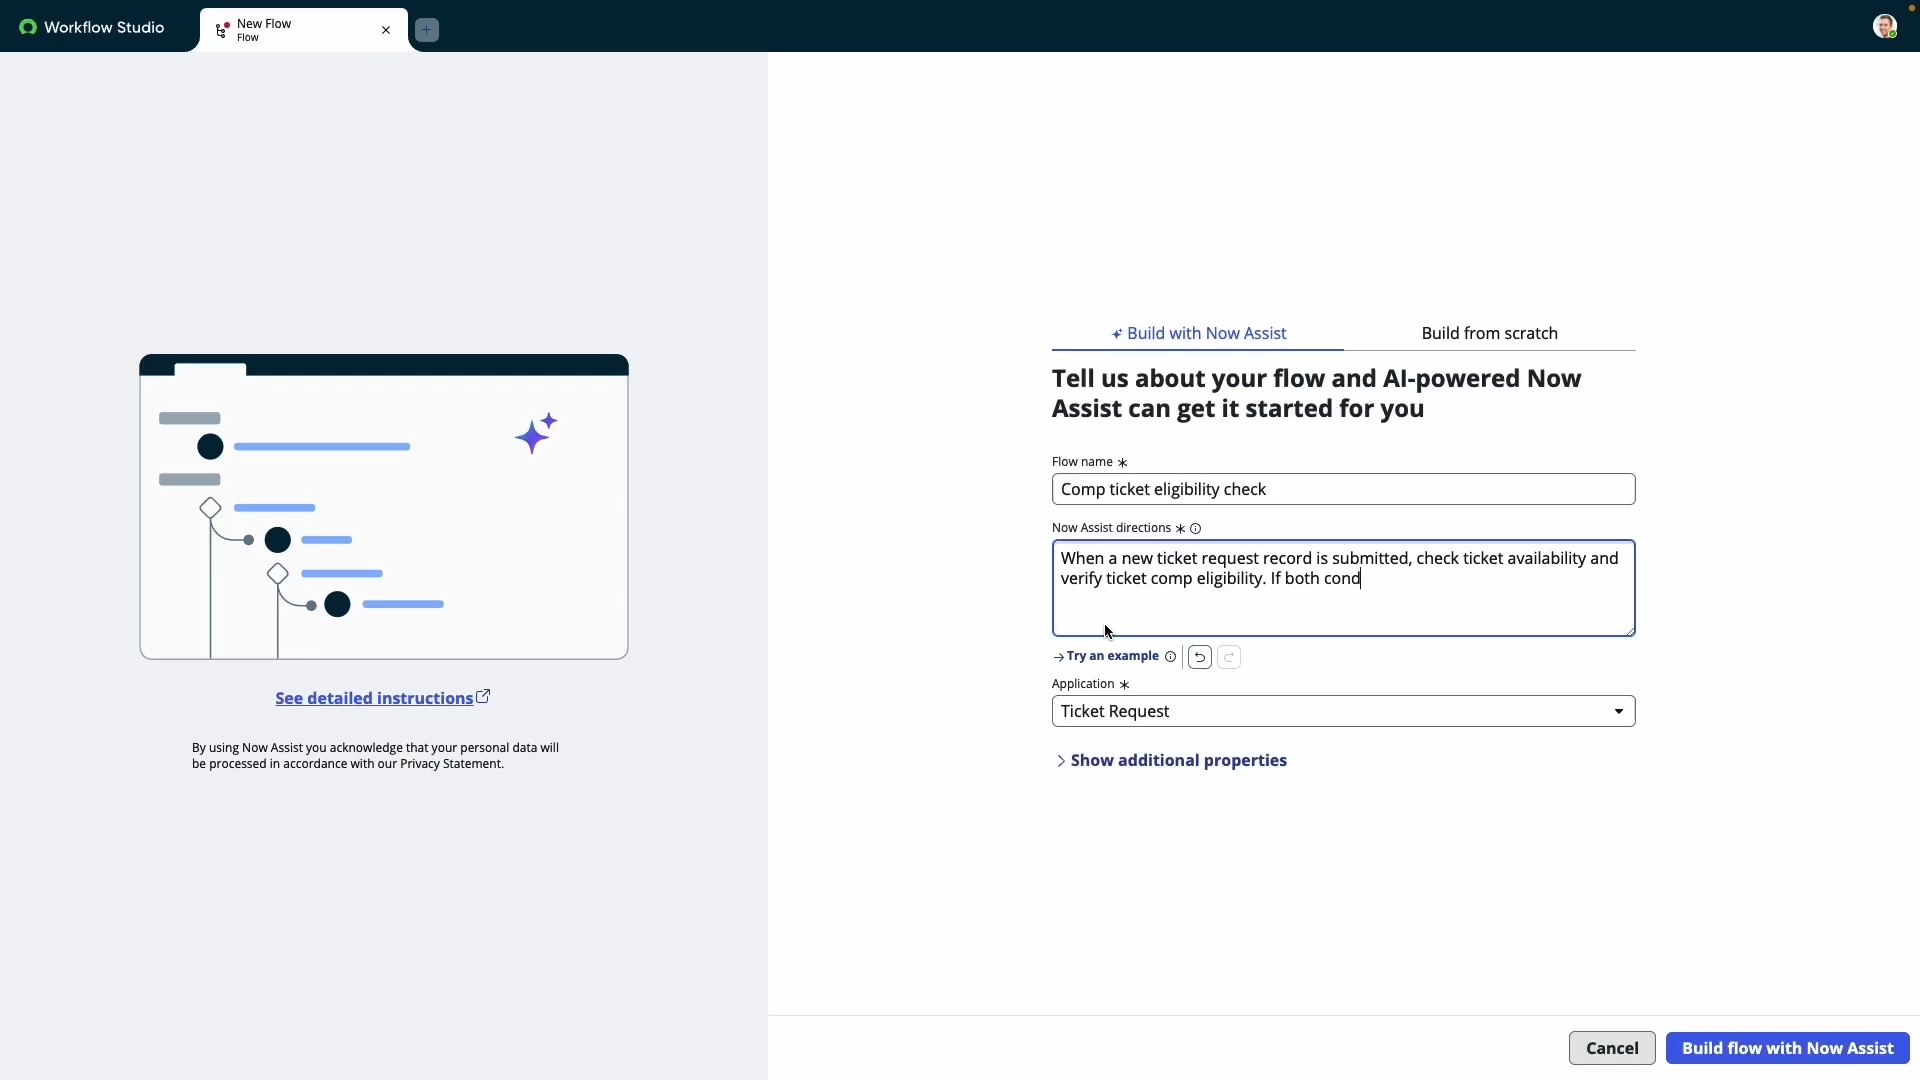 Workflow Studio
New Flow
Flow
Build with Now Assist
Build from scratch
Tell us about your flow and AI-powered Now
Assist can get it started for you
Flow name *
Comp ticket eligibility check
Now Assist directions *
When a new ticket request record is submitted, check ticket availability and
verify ticket comp eligibility. If both cond
Try an example
Application *
Ticket Request
Show additional properties
See detailed instructions
By using Now Assist you acknowledge that your personal data will
be processed in accordance with our Privacy Statement.
Cancel
Build flow with Now Assist